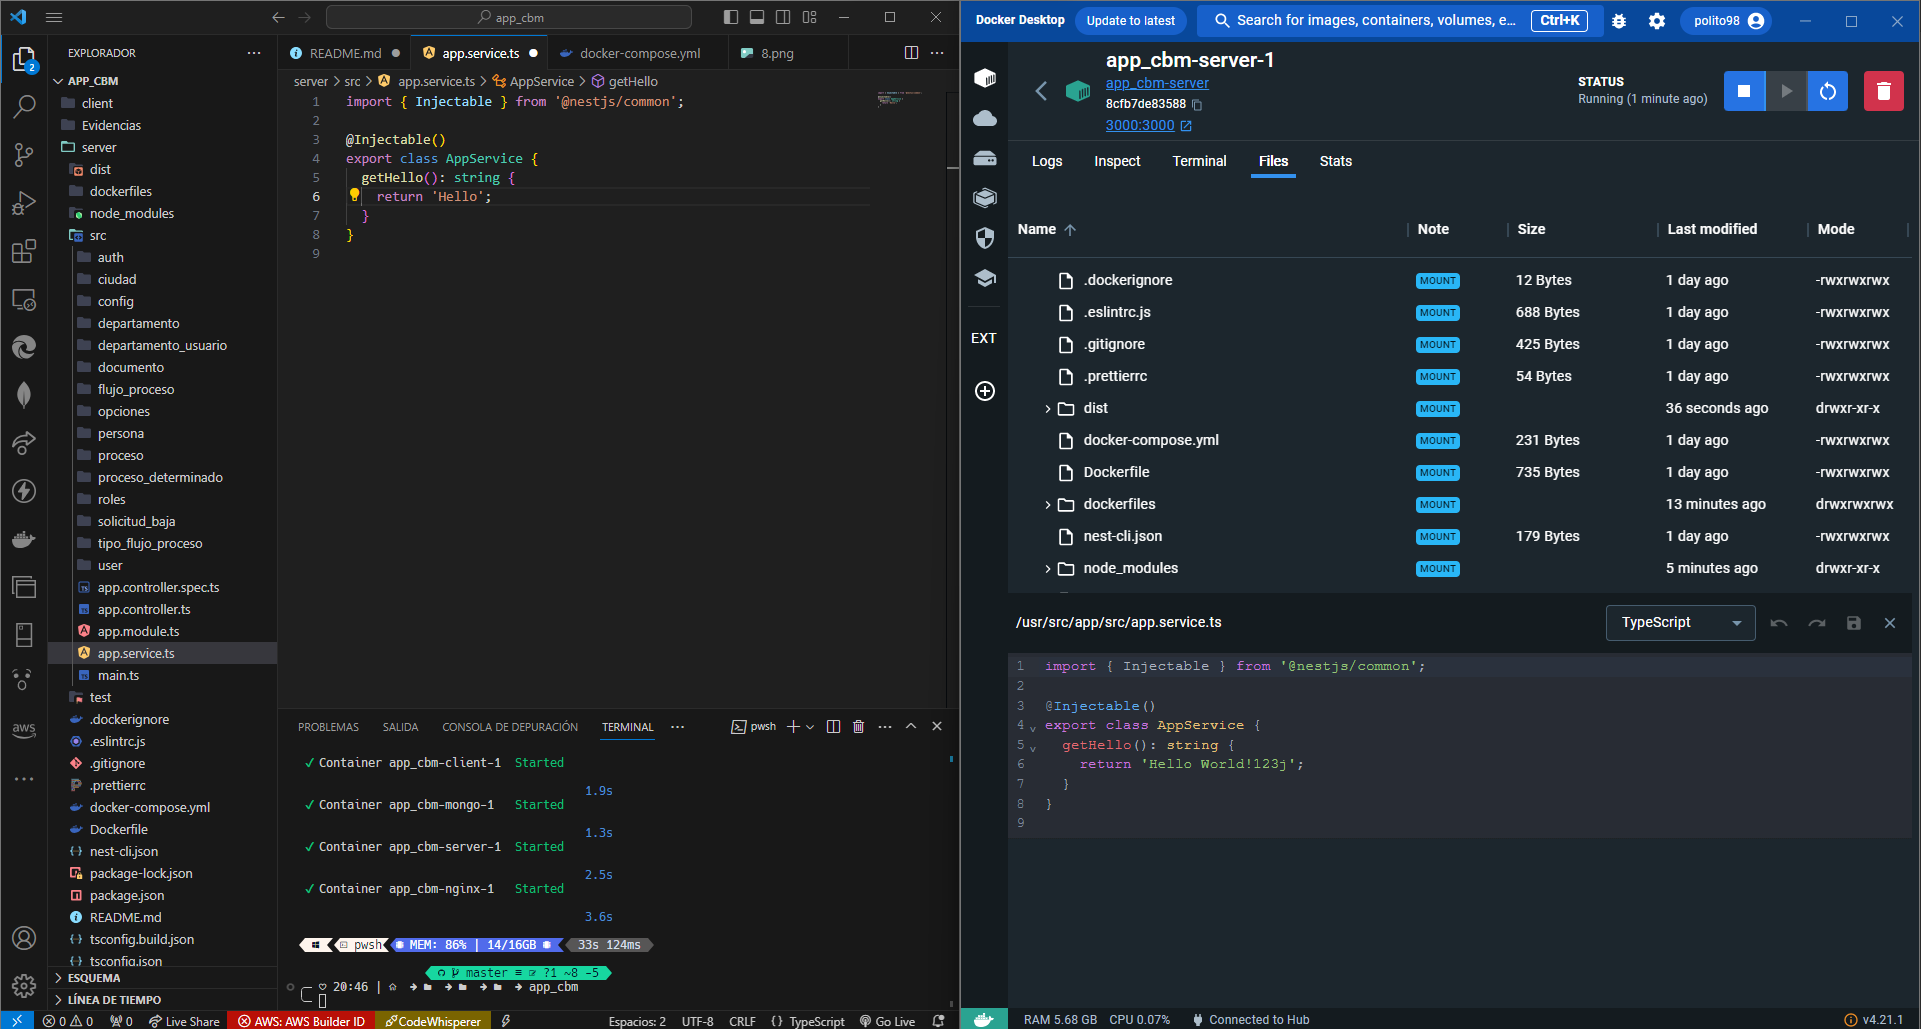 app_cbm
EXPLORADOR
APP_CBM
client
Evidencias
server
dist
dockerfiles
node_modules
src
auth
ciudad
config
departamento
departamento_usuario
documento
flujo_proceso
opciones
persona
proceso
proceso_determinado
roles
solicitud_baja
tipo_flujo_proceso
user
app.controller.spec.ts
app.controller.ts
app.module.ts
app.service.ts
main.ts
test
.dockerignore
.eslintrc.js
.gitignore
.prettierrc
docker-compose.yml
Dockerfile
nest-cli.json
package-lock.json
package.json
README.md
tsconfig.build.json
tsconfig.json
ESQUEMA
LÍNEA DE TIEMPO
2
aws
README.md
app.service.ts
docker-compose.yml
8.png
server > src > app.service.ts > AppService > getHello
1 import { Injectable } from '@nestjs/common';
2
3 @Injectable()
4 export class AppService {
5 getHello(): string {
6 return 'Hello';
7 }
8 }
9
PROBLEMAS SALIDA CONSOLA DE DEPURACIÓN TERMINAL
pwsh
✓ Container app_cbm-client-1 Started
1.9s
✓ Container app_cbm-mongo-1 Started
1.3s
✓ Container app_cbm-server-1 Started
2.5s
✓ Container app_cbm-nginx-1 Started
3.6s
pwsh MEM: 86% | 14/16GB 33s 124ms
master ≡ ?1 ~8 -5
20:46 | app_cbm
0 0 0 Live Share AWS: AWS Builder ID CodeWhisperer Espacios: 2 UTF-8 CRLF {} TypeScript Go Live
Docker Desktop Update to latest Search for images, containers, volumes, e... Ctrl+K polito98
app_cbm-server-1
app_cbm-server
8cfb7de83588
3000:3000
STATUS
Running (1 minute ago)
Logs Inspect Terminal Files Stats
EXT
Name Note Size Last modified Mode
.dockerignore MOUNT 12 Bytes 1 day ago -rwxrwxrwx
.eslintrc.js MOUNT 688 Bytes 1 day ago -rwxrwxrwx
.gitignore MOUNT 425 Bytes 1 day ago -rwxrwxrwx
.prettierrc MOUNT 54 Bytes 1 day ago -rwxrwxrwx
dist MOUNT 36 seconds ago drwxr-xr-x
docker-compose.yml MOUNT 231 Bytes 1 day ago -rwxrwxrwx
Dockerfile MOUNT 735 Bytes 1 day ago -rwxrwxrwx
dockerfiles MOUNT 13 minutes ago drwxrwxrwx
nest-cli.json MOUNT 179 Bytes 1 day ago -rwxrwxrwx
node_modules MOUNT 5 minutes ago drwxr-xr-x
/usr/src/app/src/app.service.ts
TypeScript
1 import { Injectable } from '@nestjs/common';
2
3 @Injectable()
4 export class AppService {
5 getHello(): string {
6 return 'Hello World!123j';
7 }
8 }
9
RAM 5.68 GB CPU 0.07% Connected to Hub
v4.21.1